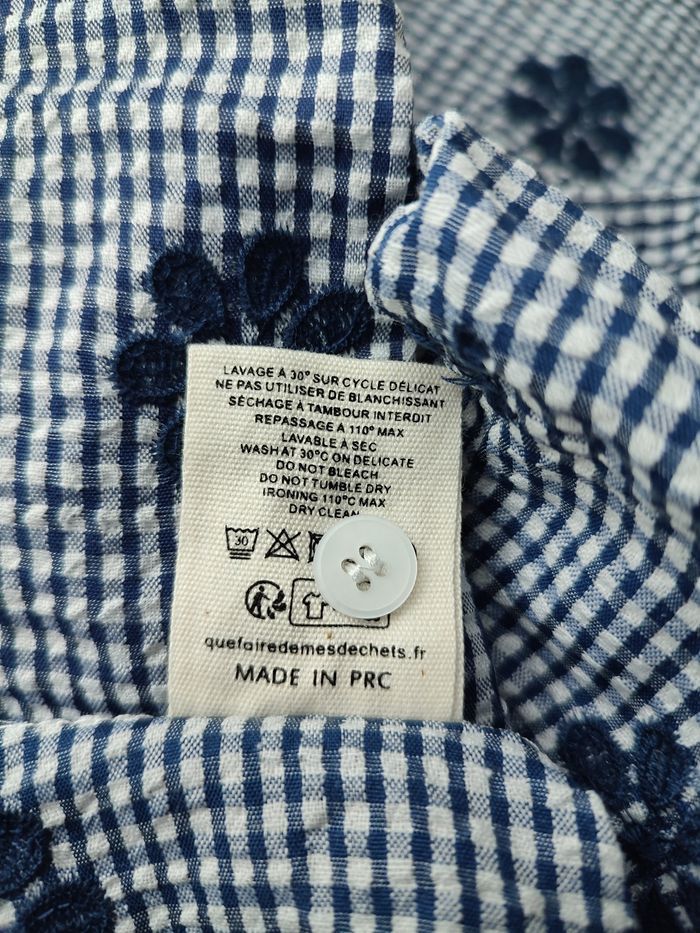 LAVAGE À 30° SUR CYCLE DÉLICAT
NE PAS UTILISER DE BLANCHISSANT
SÉCHAGE À TAMBOUR INTERDIT
REPASSAGE À 110° MAX
LAVABLE À SEC
WASH AT 30°C ON DELICATE
DO NOT BLEACH
DO NOT TUMBLE DRY
IRONING 110°C MAX
DRY CLEAN
30
quefairedemesdechets.fr
MADE IN PRC